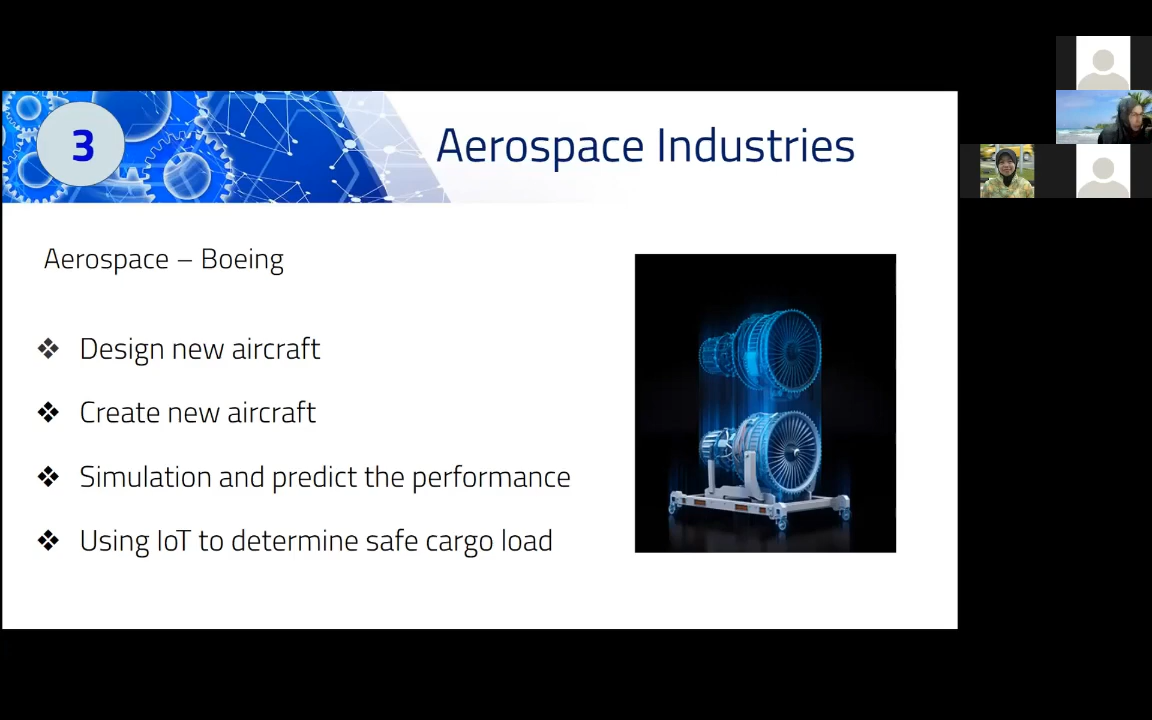 3
Aerospace Industries
Aerospace – Boeing
❖ Design new aircraft
❖ Create new aircraft
❖ Simulation and predict the performance
❖ Using IoT to determine safe cargo load